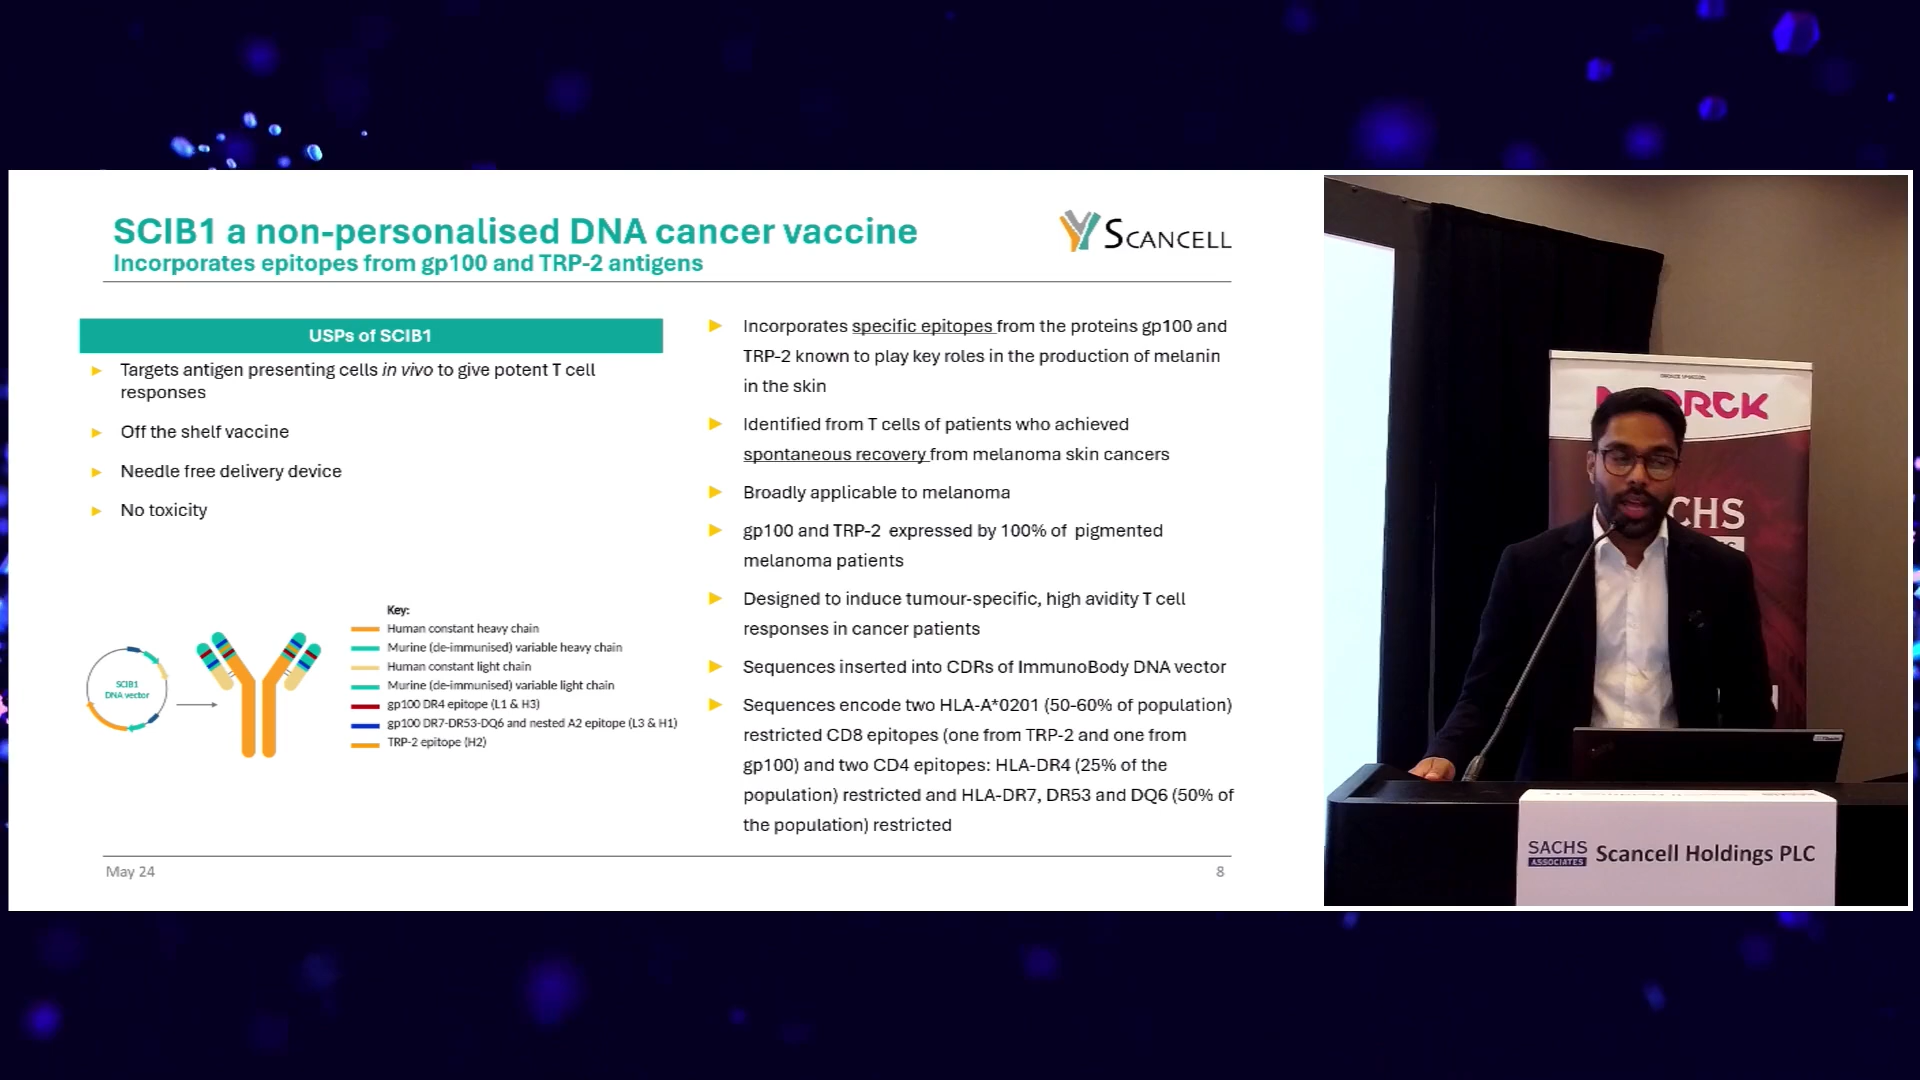 SCIB1 a non-personalised DNA cancer vaccine
Incorporates epitopes from gp100 and TRP-2 antigens
SCANCELL
USPs of SCIB1
Targets antigen presenting cells in vivo to give potent T cell
responses
Off the shelf vaccine
Needle free delivery device
No toxicity
SCIB1
DNA vector
Key:
Human constant heavy chain
Murine (de-immunised) variable heavy chain
Human constant light chain
Murine (de-immunised) variable light chain
gp100 DR4 epitope (L1 & H3)
gp100 DR7-DR53-DQ6 and nested A2 epitope (L3 & H1)
TRP-2 epitope (H2)
Incorporates specific epitopes from the proteins gp100 and
TRP-2 known to play key roles in the production of melanin
in the skin
Identified from T cells of patients who achieved
spontaneous recovery from melanoma skin cancers
Broadly applicable to melanoma
gp100 and TRP-2 expressed by 100% of pigmented
melanoma patients
Designed to induce tumour-specific, high avidity T cell
responses in cancer patients
Sequences inserted into CDRs of ImmunoBody DNA vector
Sequences encode two HLA-A*0201 (50-60% of population)
restricted CD8 epitopes (one from TRP-2 and one from
gp100) and two CD4 epitopes: HLA-DR4 (25% of the
population) restricted and HLA-DR7, DR53 and DQ6 (50% of
the population) restricted
May 24
8
CHS
SACHS
ASSOCIATES
Scancell Holdings PLC